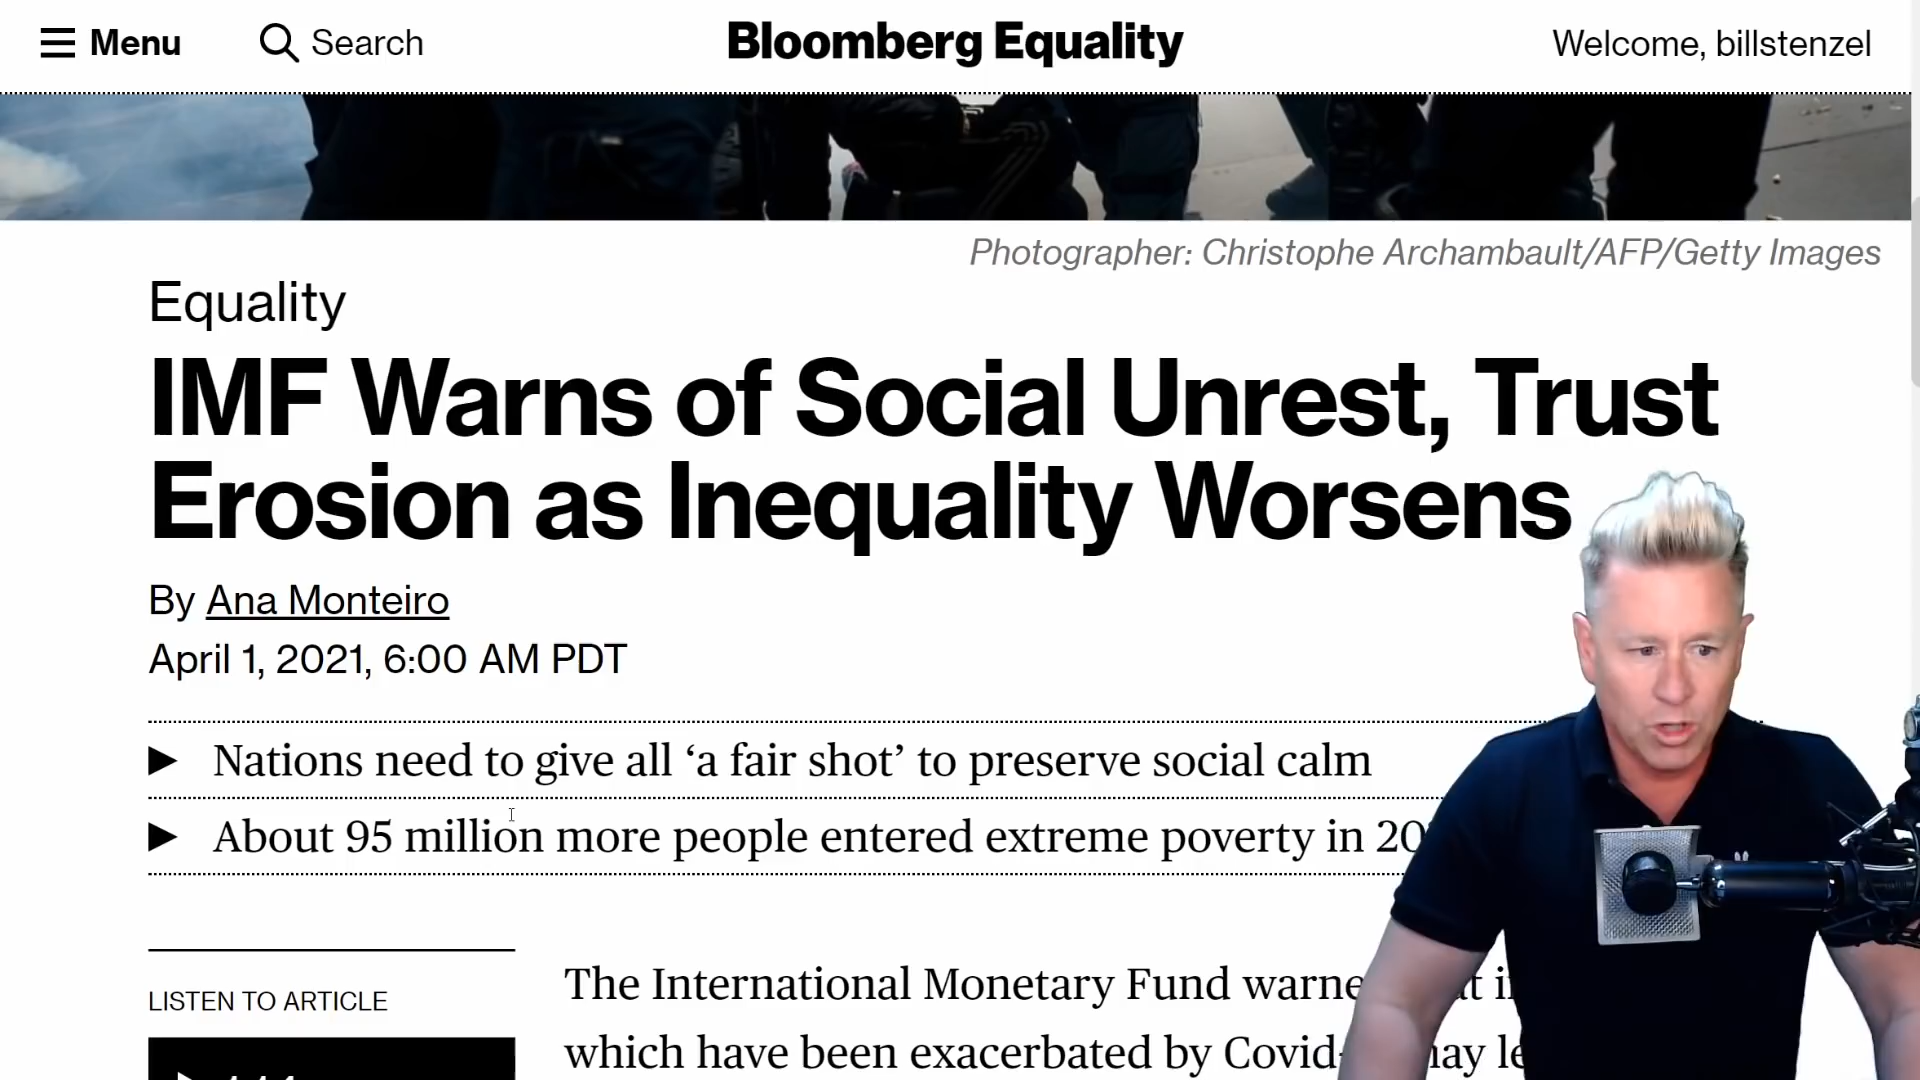 Menu
Search
Bloomberg Equality
Welcome, billstenzel
Photographer: Christophe Archambault/AFP/Getty Images
Equality
IMF Warns of Social Unrest, Trust
Erosion as Inequality Worsens
By Ana Monteiro
April 1, 2021, 6:00 AM PDT
Nations need to give all ‘a fair shot’ to preserve social calm
About 95 million more people entered extreme poverty in
LISTEN TO ARTICLE
The International Monetary Fund
which have been exacerbated by Covid-